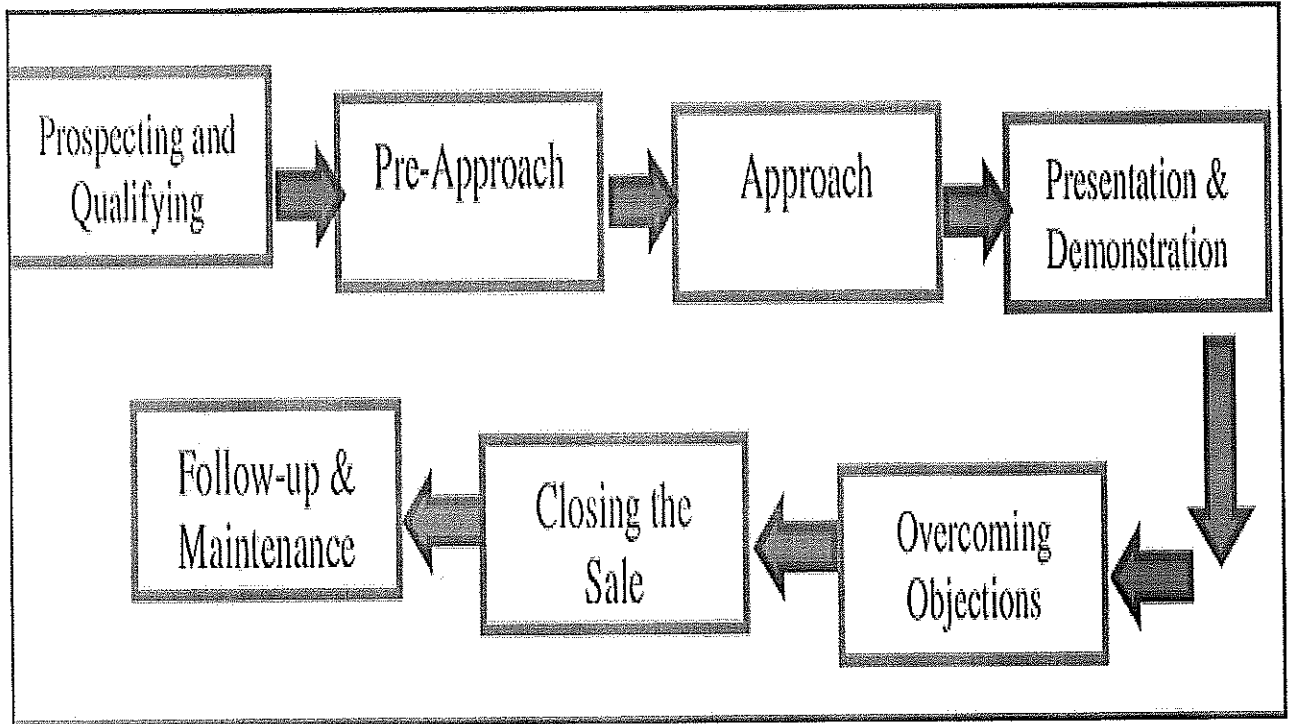 Prospecting and
Qualifying
Pre-Approach
Approach
Presentation &
Demonstration
Overcoming
Objections
Closing the
Sale
Follow-up &
Maintenance